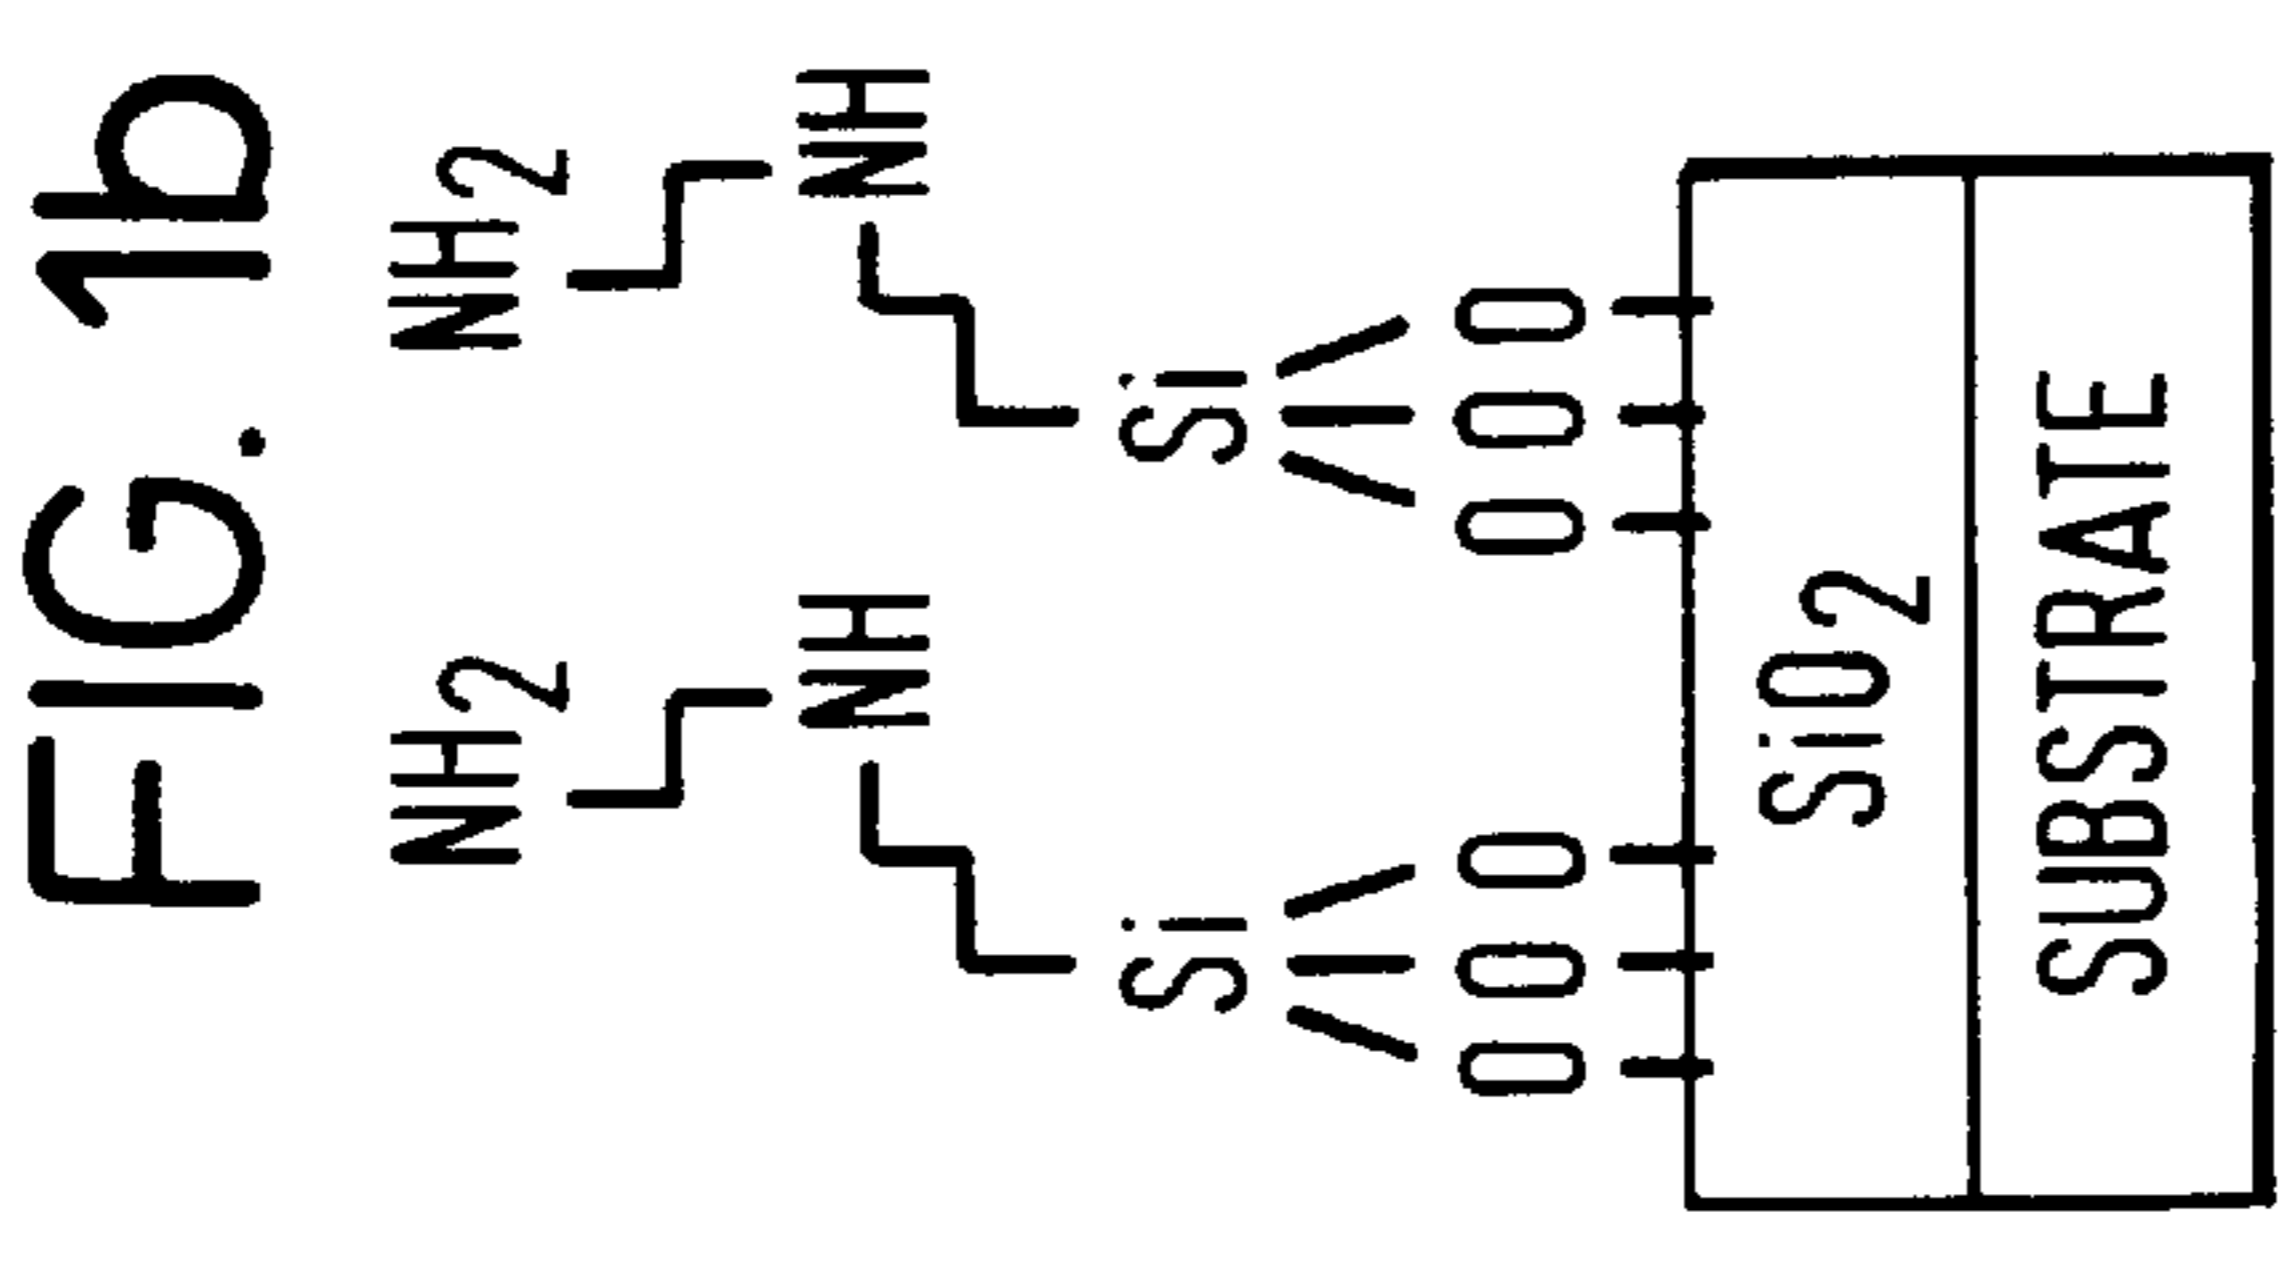 FIG. 1b
NH2 NH2
NH NH
Si Si
O O O O O O
SiO2
SUBSTRATE